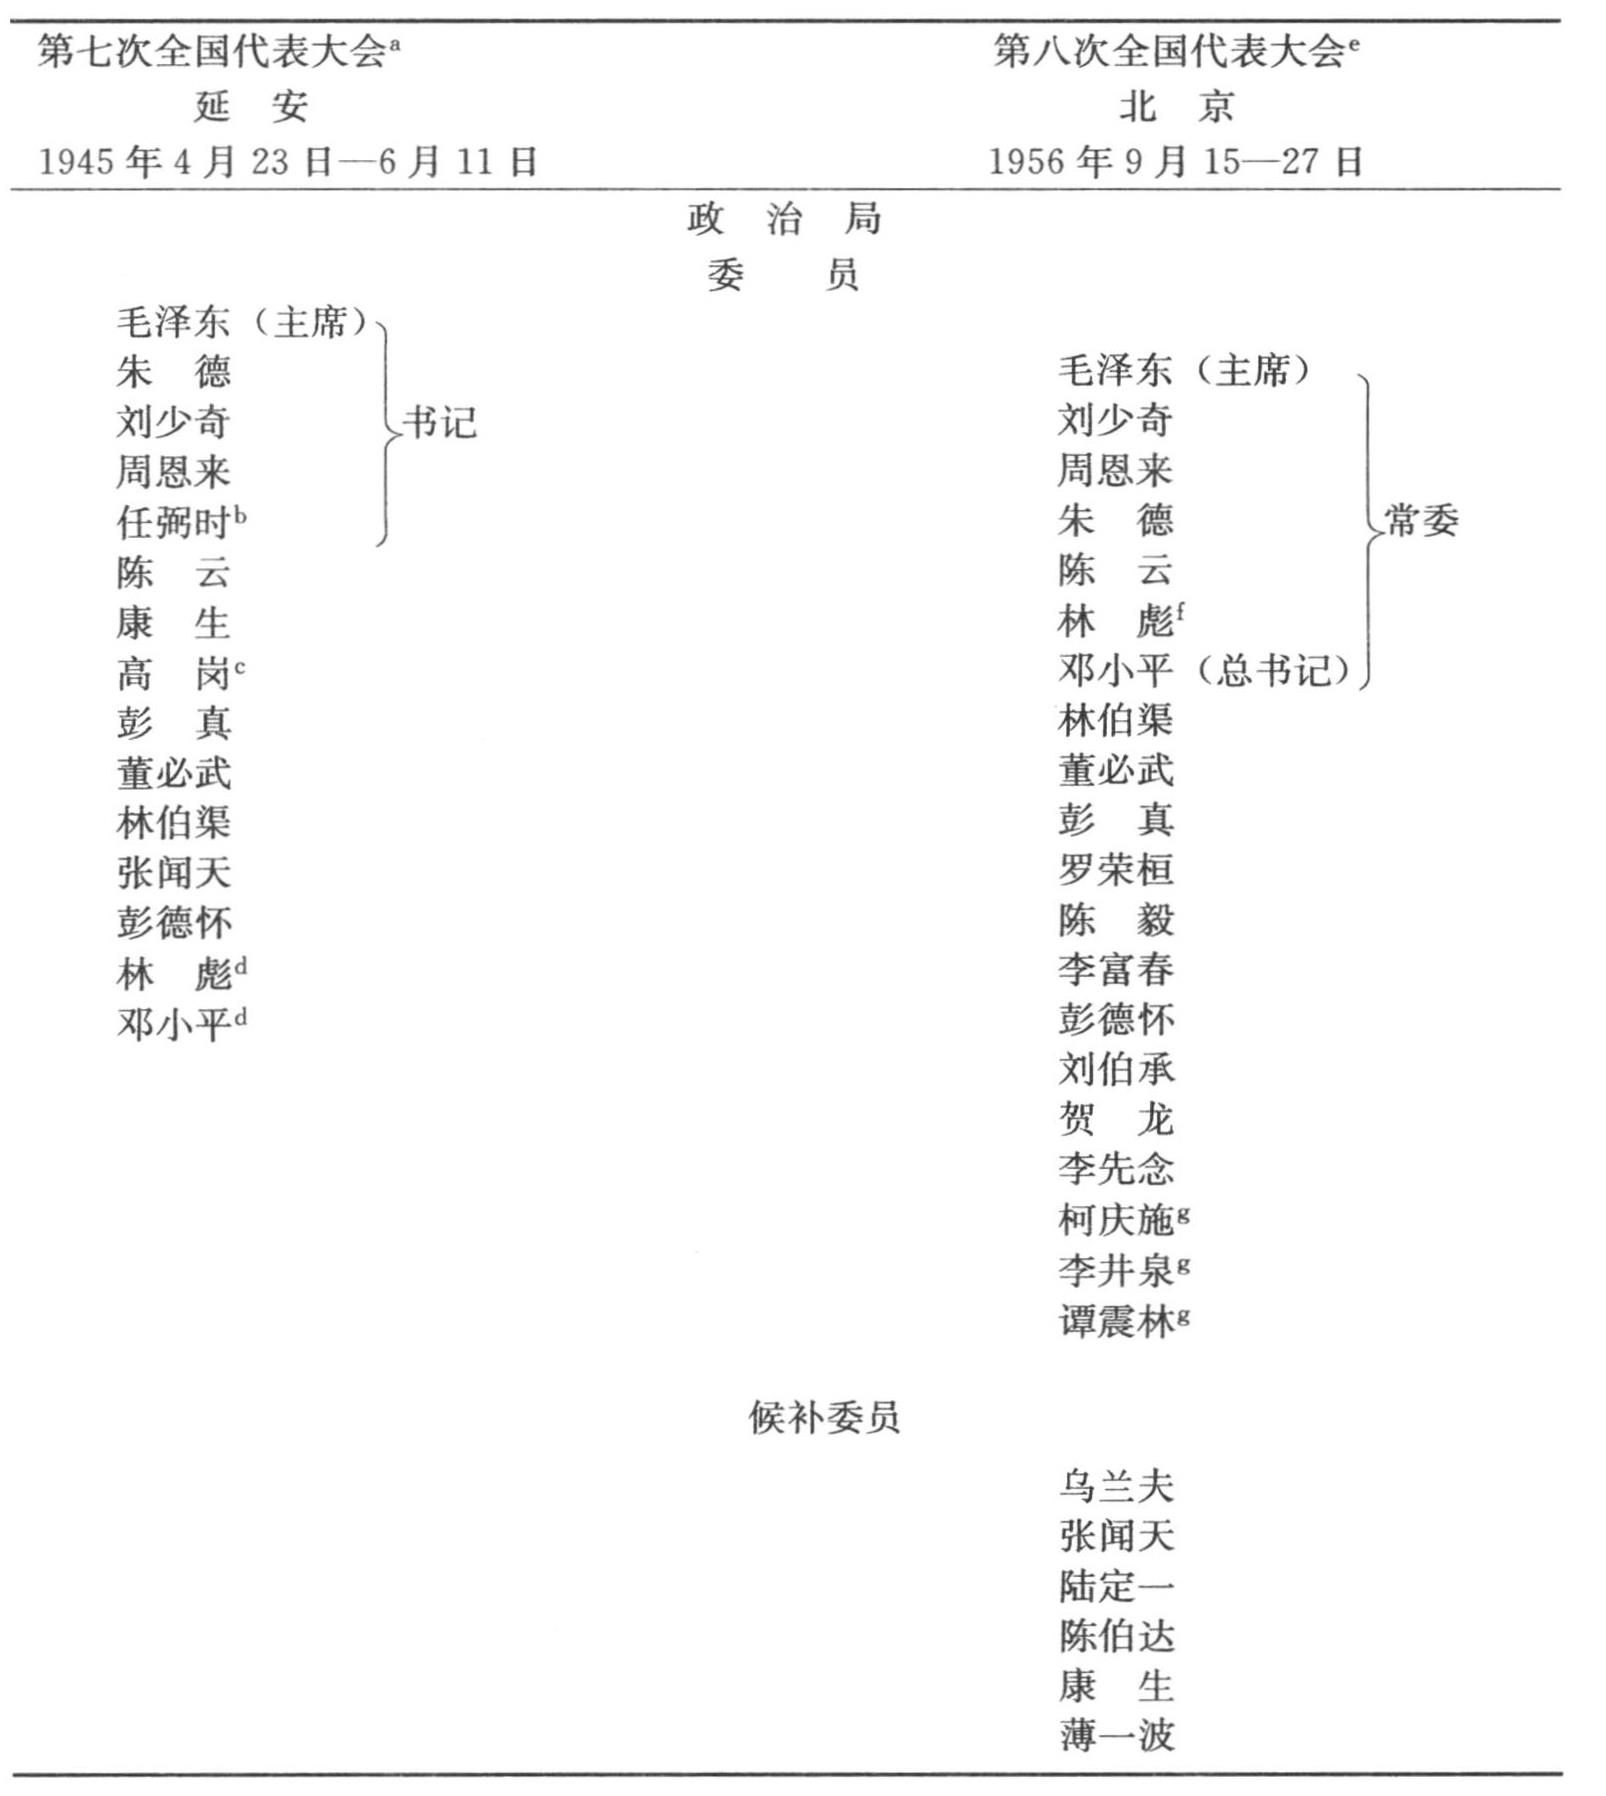 第七次全国代表大会a 第八次全国代表大会e
延 安 北 京
1945 年 4 月 23 日—6 月 11 日 1956 年 9 月 15—27 日
政 治 局
委 员
毛泽东（主席）
朱 德 毛泽东（主席）
刘少奇 书记 刘少奇
周恩来 周恩来
任弼时b 朱 德 常委
陈 云 陈 云
康 生 林 彪f
高 岗c 邓小平（总书记）
彭 真 林伯渠
董必武 董必武
林伯渠 彭 真
张闻天 罗荣桓
彭德怀 陈 毅
林 彪d 李富春
邓小平d 彭德怀
刘伯承
贺 龙
李先念
柯庆施g
李井泉g
谭震林g
候补委员
乌兰夫
张闻天
陆定一
陈伯达
康 生
薄一波